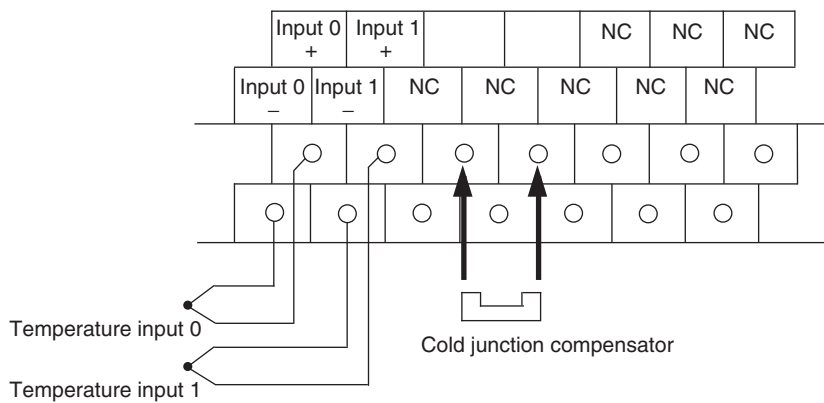 Input 0 Input 1 NC NC NC
+ +
Input 0 Input 1 NC NC NC NC NC
– –
Temperature input 0
Cold junction compensator
Temperature input 1